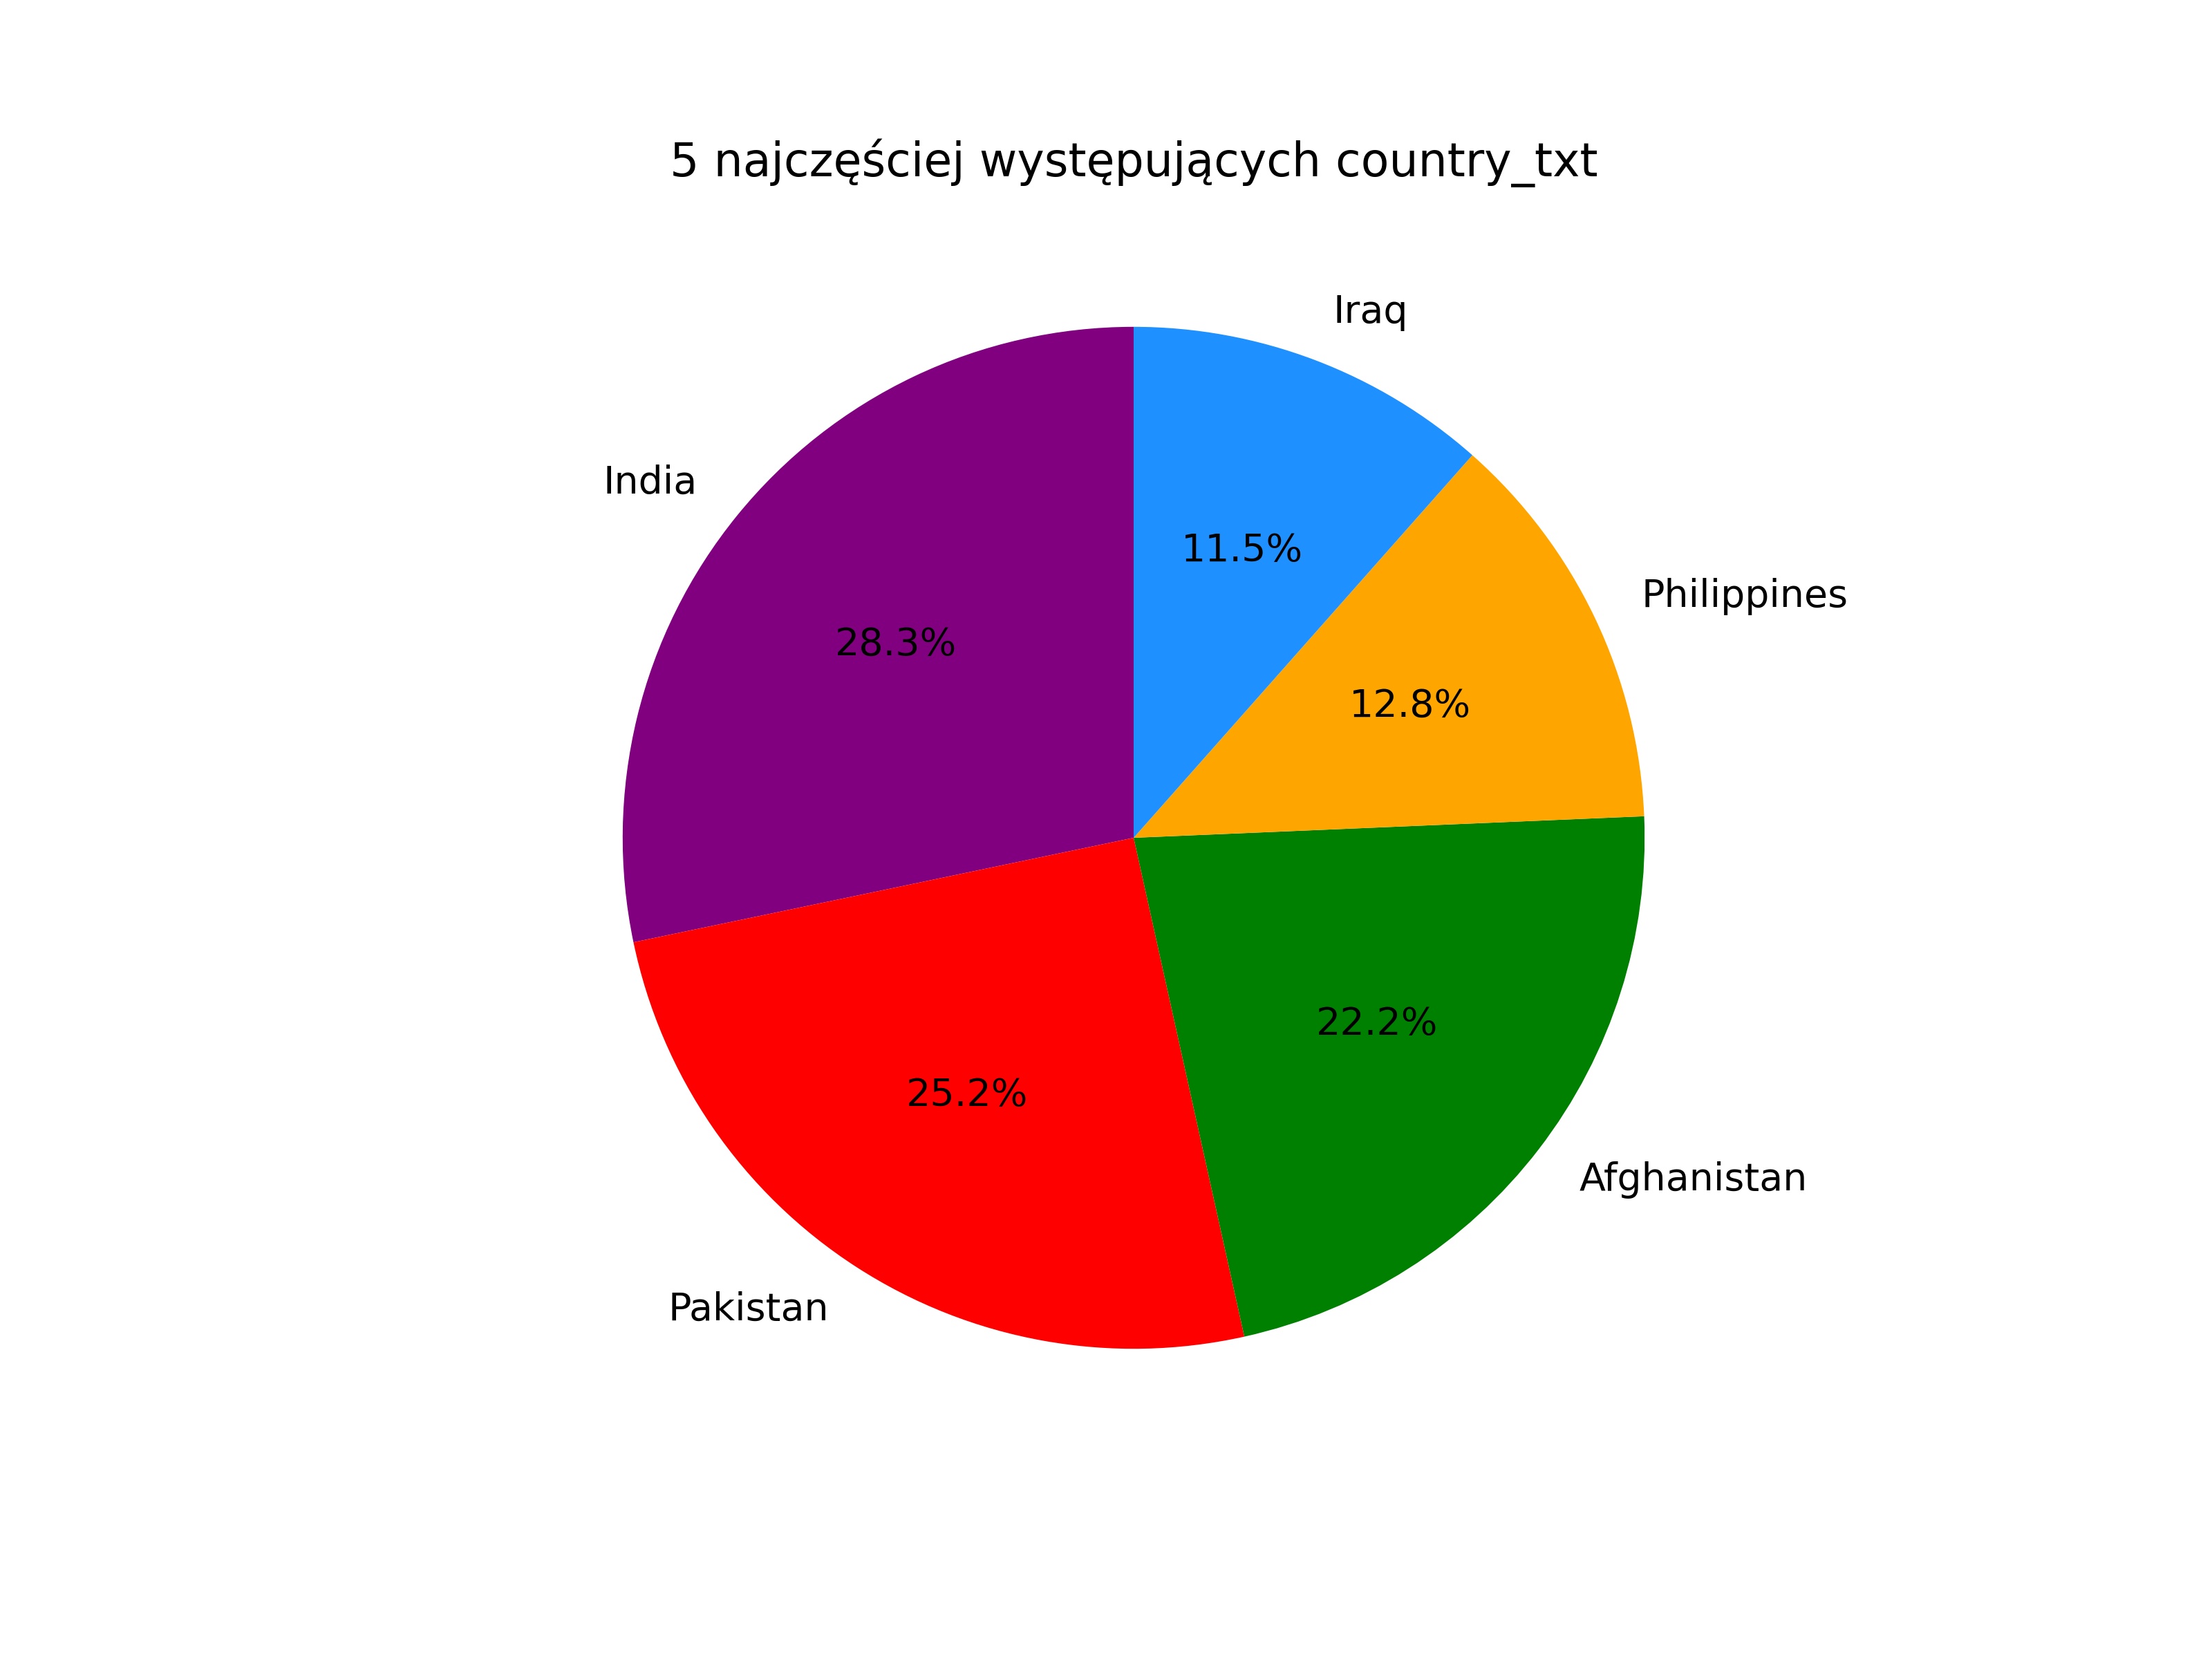 5 najczęściej występujących country_txt
Iraq
India
Philippines
11.5%
28.3%
12.8%
22.2%
25.2%
Afghanistan
Pakistan